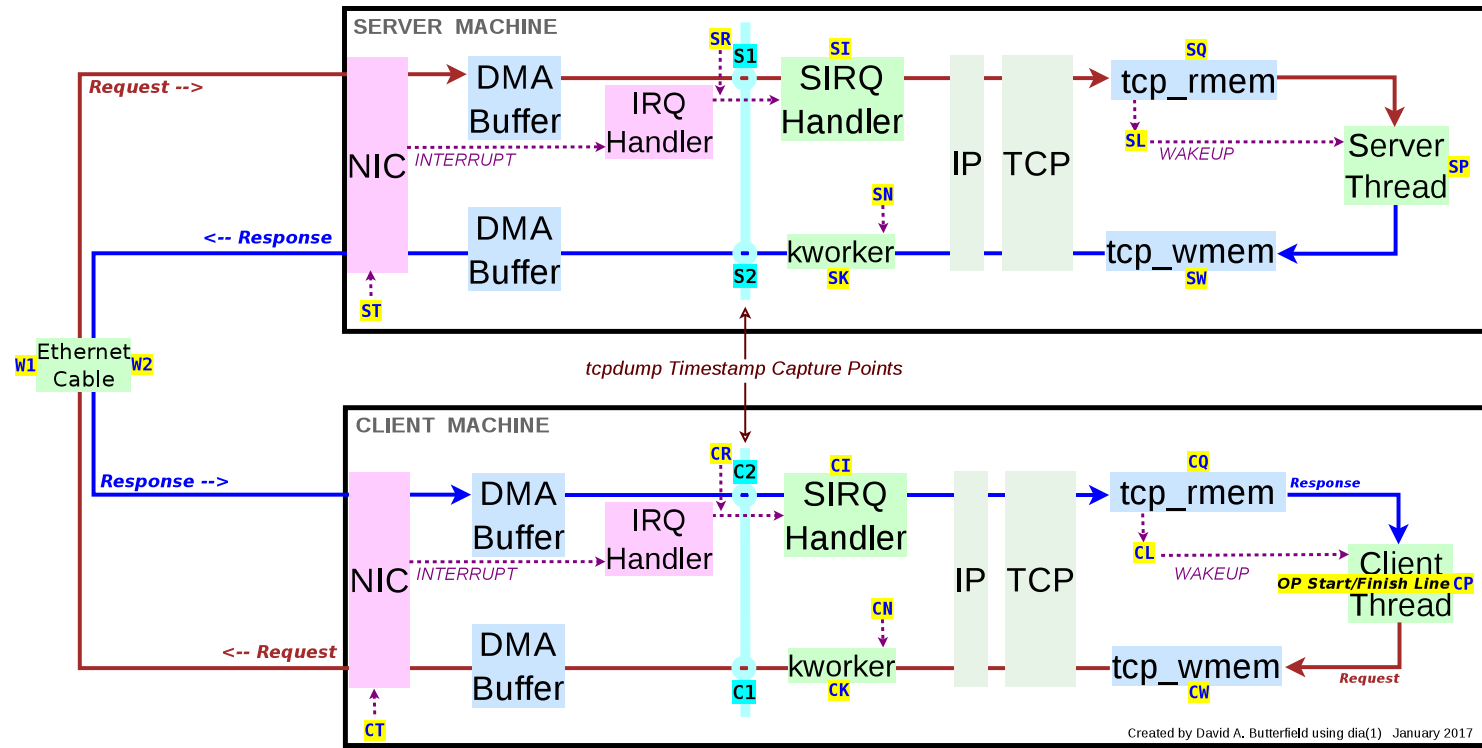 SERVER MACHINE
SR
S1
SI
SQ
Request -->
DMA
Buffer
IRQ
Handler
SIRQ
Handler
tcp_rmem
INTERRUPT
NIC
IP
TCP
SL
WAKEUP
Server
Thread
SP
SN
<-- Response
DMA
Buffer
kworker
SK
tcp_wmem
SW
S2
ST
W1
Ethernet
Cable
W2
tcpdump Timestamp Capture Points
CLIENT MACHINE
CR
C2
CI
CQ
Response -->
DMA
Buffer
IRQ
Handler
SIRQ
Handler
tcp_rmem
Response
INTERRUPT
NIC
IP
TCP
CL
WAKEUP
Client
OP Start/Finish Line CP
Thread
CN
<-- Request
DMA
Buffer
kworker
CK
tcp_wmem
CW
Request
C1
CT
Created by David A. Butterfield using dia(1) January 2017